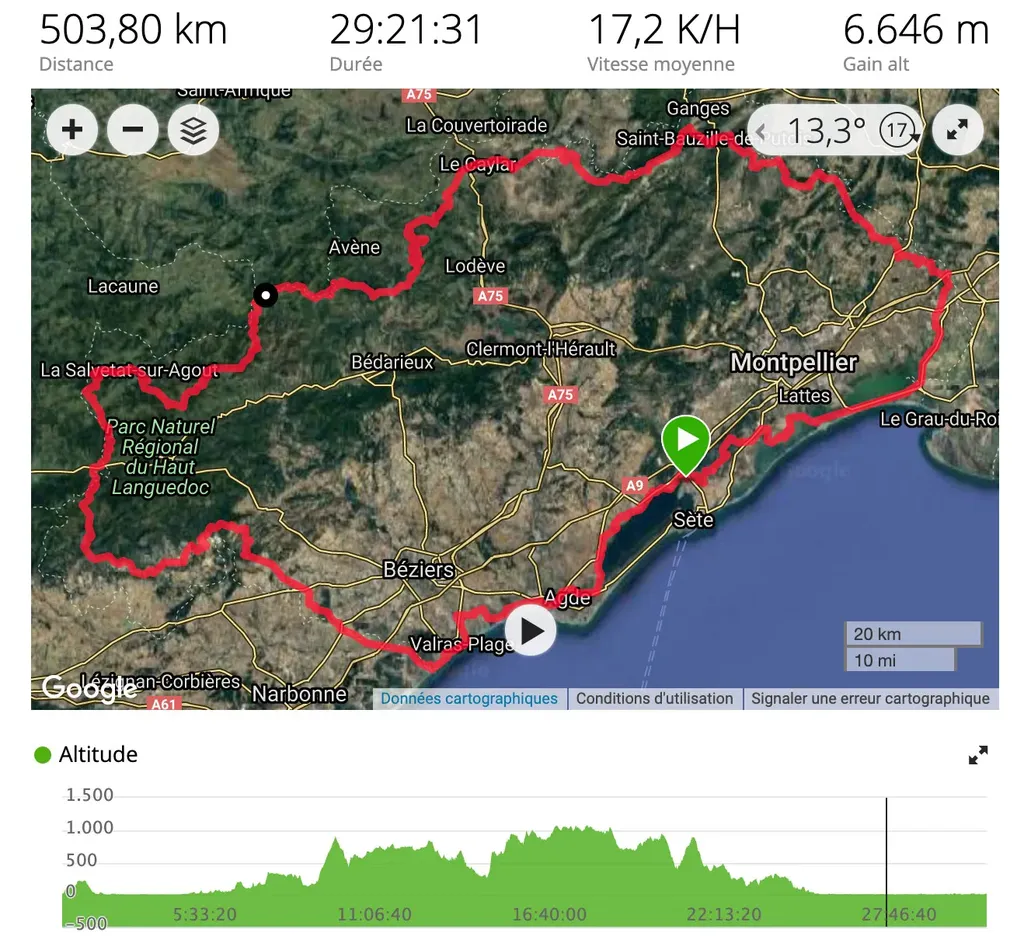 503,80 km
29:21:31
17,2 K/H
6.646 m
Distance
Durée
Vitesse moyenne
Gain alt
Saint-Affrique
A75
Ganges
La Couvertoirade
Saint-Bauzille-de-Putois
13,3°
17
Le Caylar
Avène
Lodève
Lacaune
A75
Clermont-l'Hérault
Bédarieux
Montpellier
La Salvetat-sur-Agout
A75
Lattes
Le Grau-du-Roi
Parc Naturel
Régional
du Haut
Languedoc
Google
A9
Sète
Béziers
Agde
Valras-Plage
20 km
10 mi
Lézignan-Corbières
Narbonne
A61
Google
Données cartographiques
Conditions d'utilisation
Signaler une erreur cartographique
Altitude
1.500
1.000
500
0
-500
5:33:20
11:06:40
16:40:00
22:13:20
27:46:40